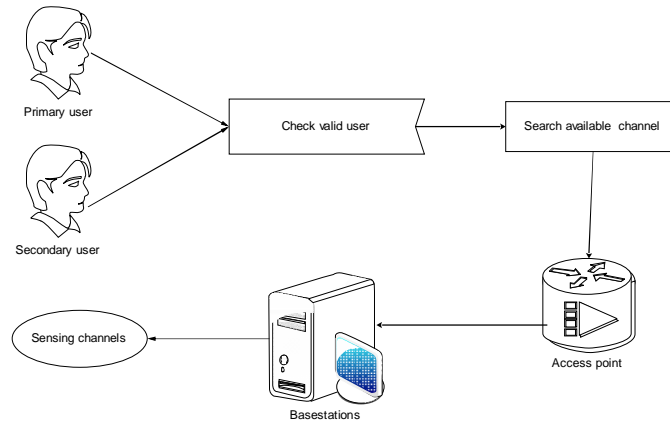 Primary user
Check valid user
Search available channel
Secondary user
Sensing channels
Access point
Basestations